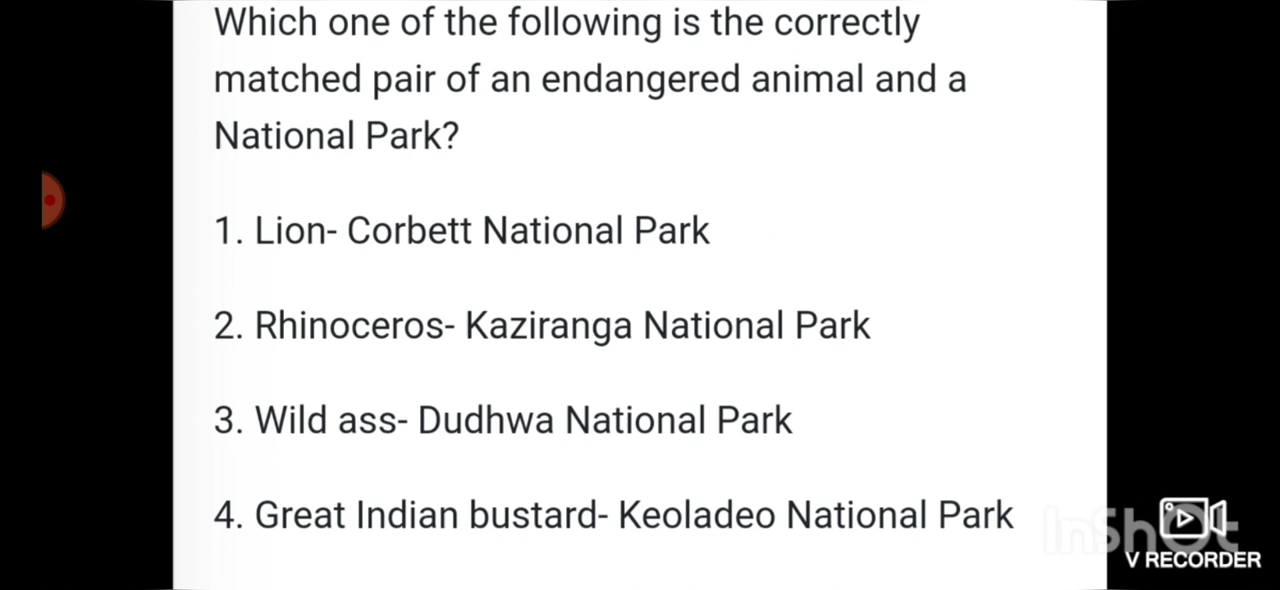 Which one of the following is the correctly
matched pair of an endangered animal and a
National Park?
1. Lion- Corbett National Park
2. Rhinoceros- Kaziranga National Park
3. Wild ass- Dudhwa National Park
4. Great Indian bustard- Keoladeo National Park
InShOt
V RECORDER